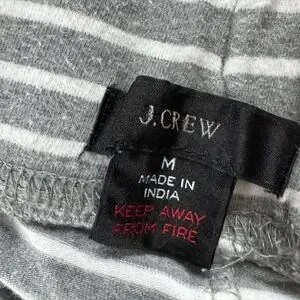 J.CREW
M
MADE IN
INDIA
KEEP AWAY
FROM FIRE